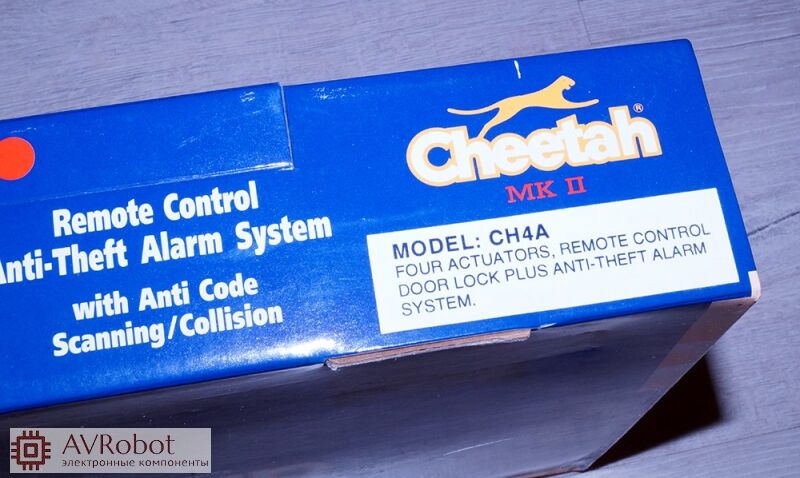 Cheetah®
MK II
Remote Control
Anti-Theft Alarm System
with Anti Code
Scanning/Collision
MODEL: CH4A
FOUR ACTUATORS, REMOTE CONTROL
DOOR LOCK PLUS ANTI-THEFT ALARM
SYSTEM.
AVRobot
электронные компоненты